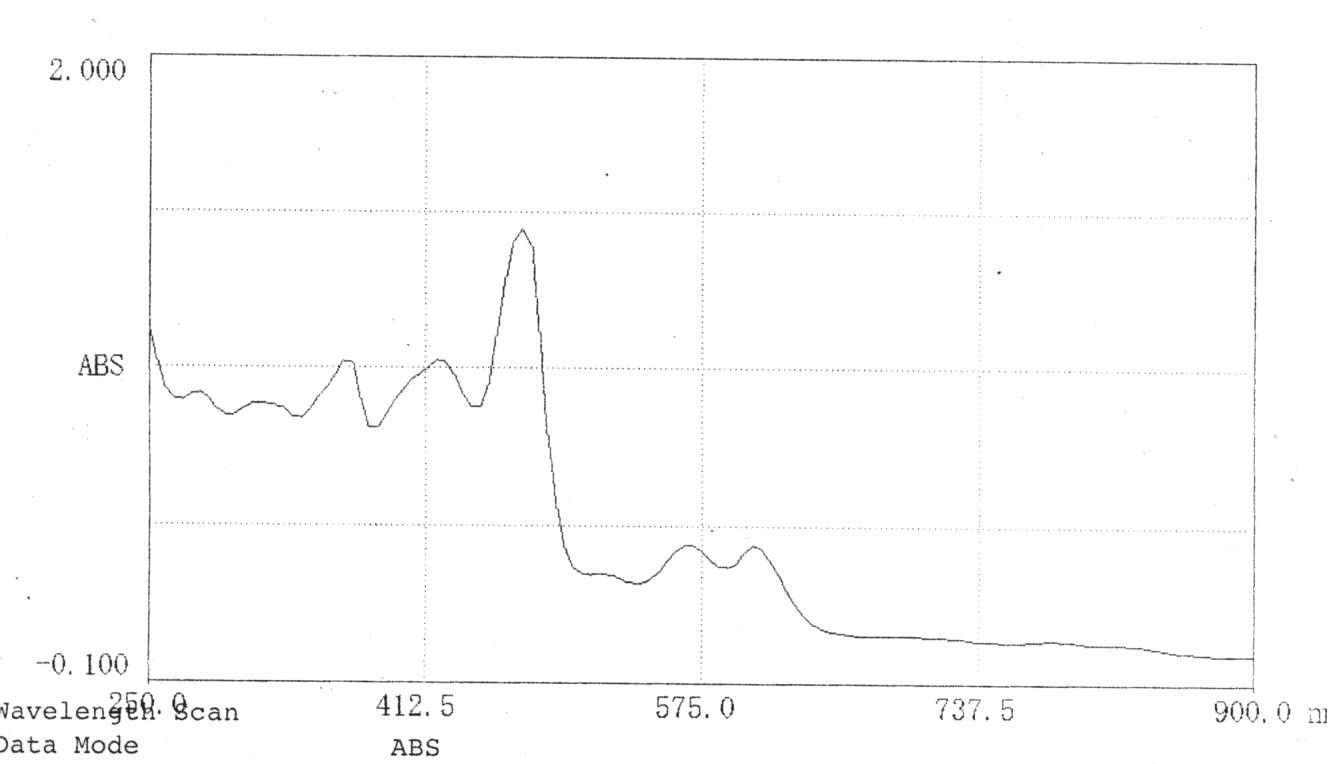 2.000
ABS
-0.100
250.0 412.5 575.0 737.5 900.0 nm
Wavelength Scan
Data Mode ABS